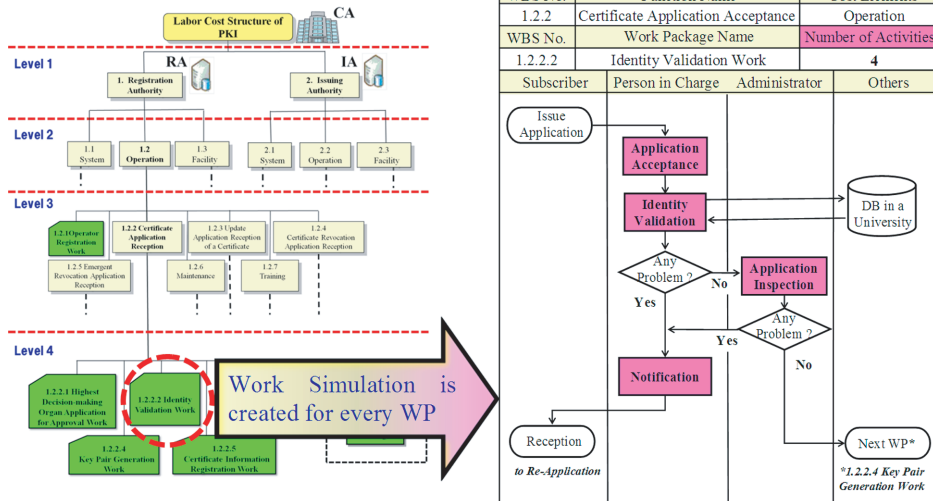 Labor Cost Structure of
PKI
CA
Level 1
RA
IA
1. Registration
Authority
2. Issuing
Authority
Level 2
1.1
System
1.2
Operation
1.3
Facility
2.1
System
2.2
Operation
2.3
Facility
Level 3
1.2.1Operator
Registration
Work
1.2.2 Certificate
Application
Reception
1.2.3 Update
Application Reception
of a Certificate
1.2.4
Certificate Revocation
Application Reception
1.2.5 Emergent
Revocation Application
Reception
1.2.6
Maintenance
1.2.7
Training
Level 4
1.2.2.1 Highest
Decision-making
Organ Application
for Approval Work
1.2.2.2 Identity
Validation Work
1.2.2.4
Key Pair Generation
Work
1.2.2.5
Certificate Information
Registration Work
Work Simulation is
created for every WP
1.2.2 Certificate Application Acceptance Operation
WBS No. Work Package Name Number of Activities
1.2.2.2 Identity Validation Work 4
Subscriber Person in Charge Administrator Others
Issue
Application
Application
Acceptance
Identity
Validation
DB in a
University
Any
Problem ?
No
Yes
Application
Inspection
Any
Problem ?
Yes
No
Notification
Reception
to Re-Application
Next WP*
*1.2.2.4 Key Pair
Generation Work